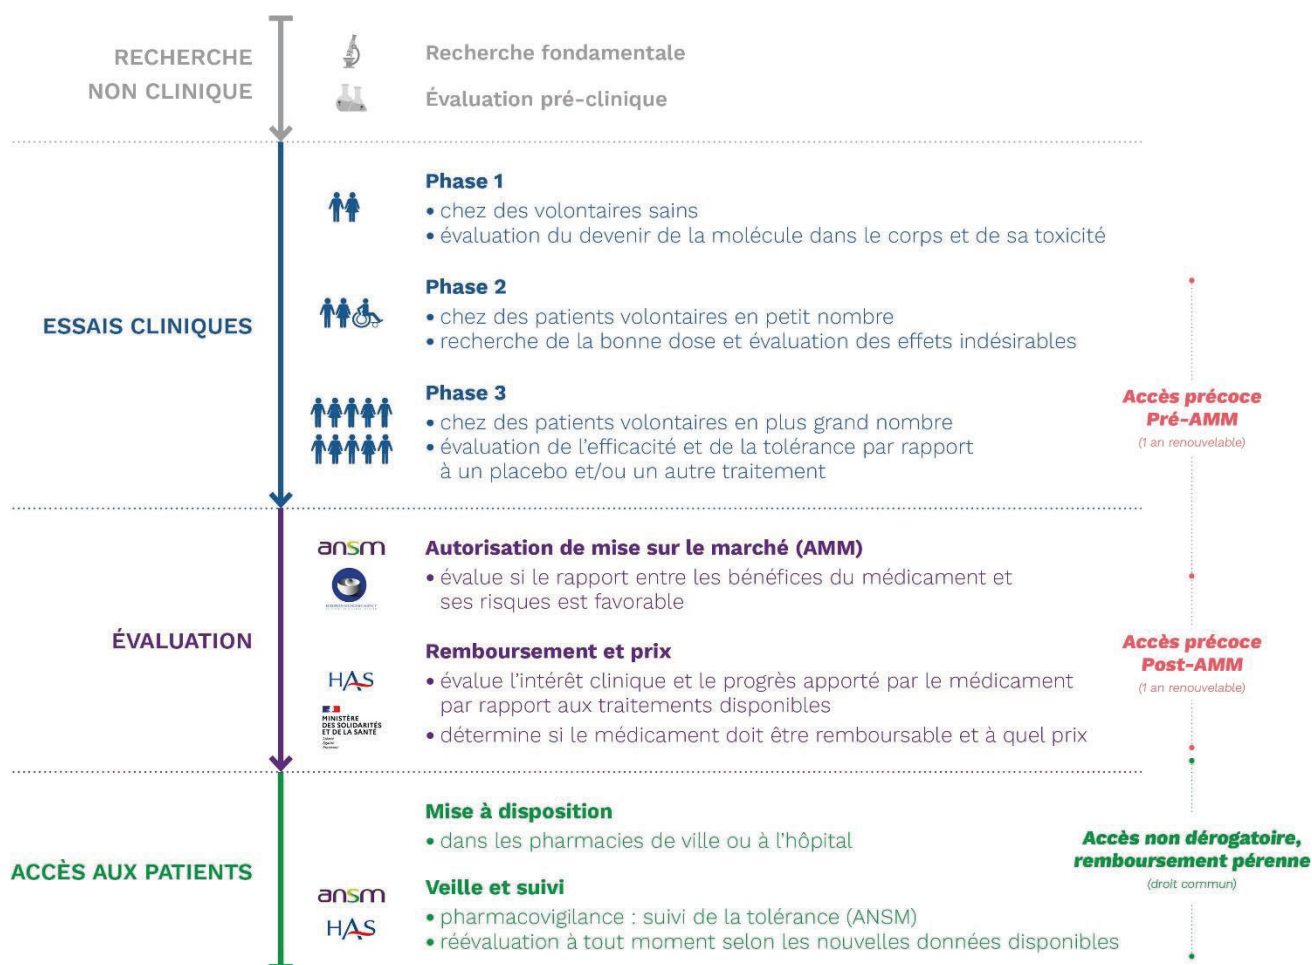 RECHERCHE
NON CLINIQUE
Recherche fondamentale
Évaluation pré-clinique
ESSAIS CLINIQUES
Phase 1
• chez des volontaires sains
• évaluation du devenir de la molécule dans le corps et de sa toxicité
Phase 2
• chez des patients volontaires en petit nombre
• recherche de la bonne dose et évaluation des effets indésirables
Phase 3
• chez des patients volontaires en plus grand nombre
• évaluation de l'efficacité et de la tolérance par rapport
à un placebo et/ou un autre traitement
Accès précoce
Pré-AMM
(1 an renouvelable)
ÉVALUATION
ansm
Autorisation de mise sur le marché (AMM)
• évalue si le rapport entre les bénéfices du médicament et
ses risques est favorable
Remboursement et prix
HAS
• évalue l'intérêt clinique et le progrès apporté par le médicament
par rapport aux traitements disponibles
MINISTÈRE
DES SOLIDARITÉS
ET DE LA SANTÉ
• détermine si le médicament doit être remboursable et à quel prix
Accès précoce
Post-AMM
(1 an renouvelable)
ACCÈS AUX PATIENTS
Mise à disposition
• dans les pharmacies de ville ou à l'hôpital
ansm
HAS
Veille et suivi
• pharmacovigilance : suivi de la tolérance (ANSM)
• réévaluation à tout moment selon les nouvelles données disponibles
Accès non dérogatoire,
remboursement pérenne
(droit commun)